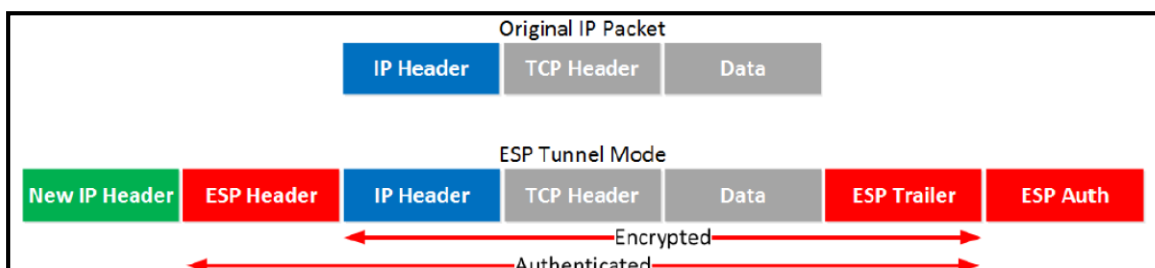 Original IP Packet
IP Header TCP Header Data
ESP Tunnel Mode
New IP Header ESP Header IP Header TCP Header Data ESP Trailer ESP Auth
Encrypted
Authenticated